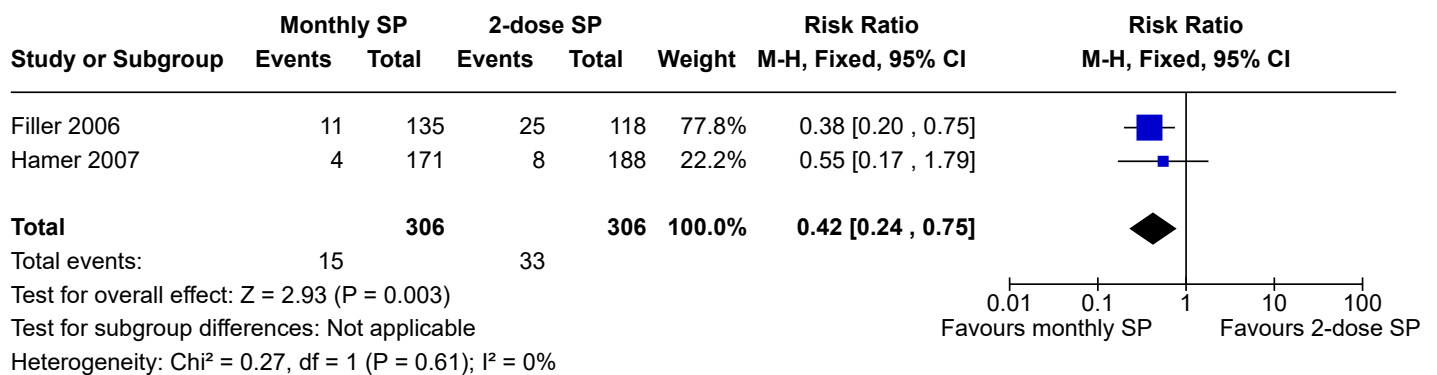 Monthly SP 2-dose SP Risk Ratio Risk Ratio
Study or Subgroup Events Total Events Total Weight M-H, Fixed, 95% CI M-H, Fixed, 95% CI
Filler 2006 11 135 25 118 77.8% 0.38 [0.20 , 0.75]
Hamer 2007 4 171 8 188 22.2% 0.55 [0.17 , 1.79]
Total 306 306 100.0% 0.42 [0.24 , 0.75]
Total events: 15 33
Test for overall effect: Z = 2.93 (P = 0.003)
0.01 0.1 1 10 100
Test for subgroup differences: Not applicable
Favours monthly SP Favours 2-dose SP
Heterogeneity: Chi² = 0.27, df = 1 (P = 0.61); I² = 0%